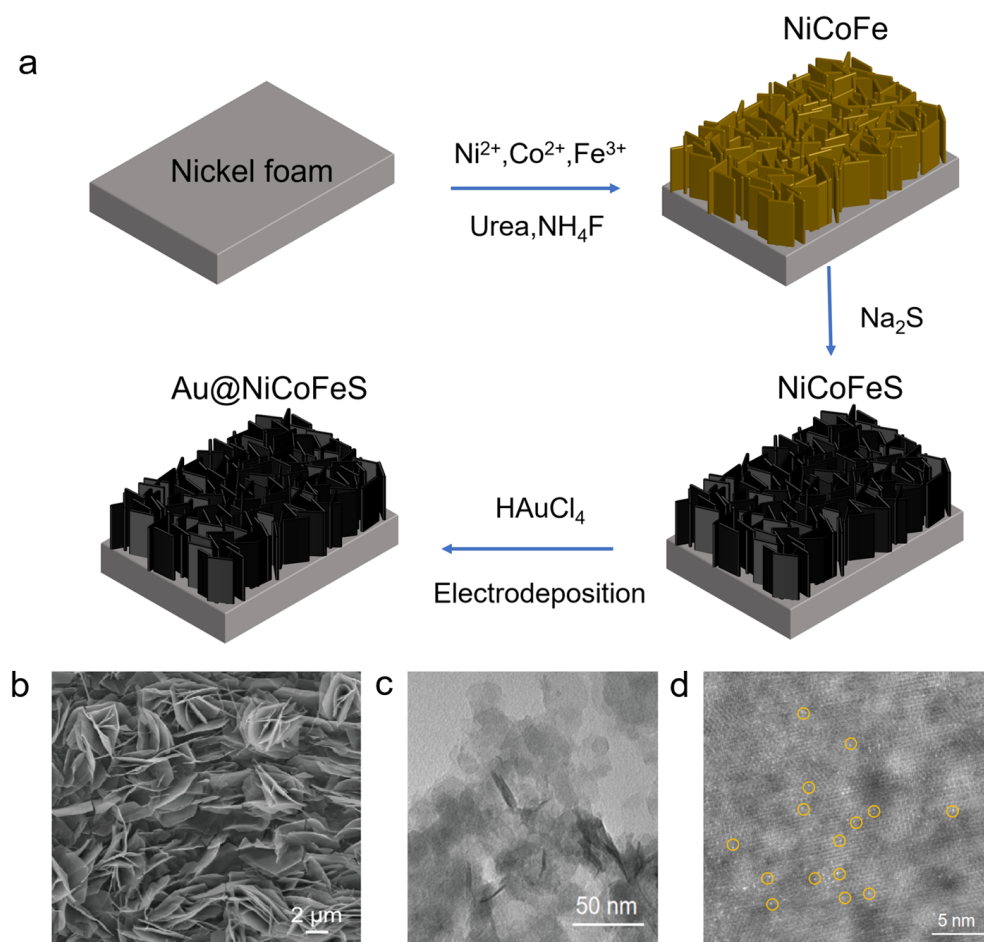 a
NiCoFe
Nickel foam
Ni²⁺,Co²⁺,Fe³⁺
Urea,NH₄F
Na₂S
Au@NiCoFeS
NiCoFeS
HAuCl₄
Electrodeposition
b
c
d
2 μm
50 nm
5 nm